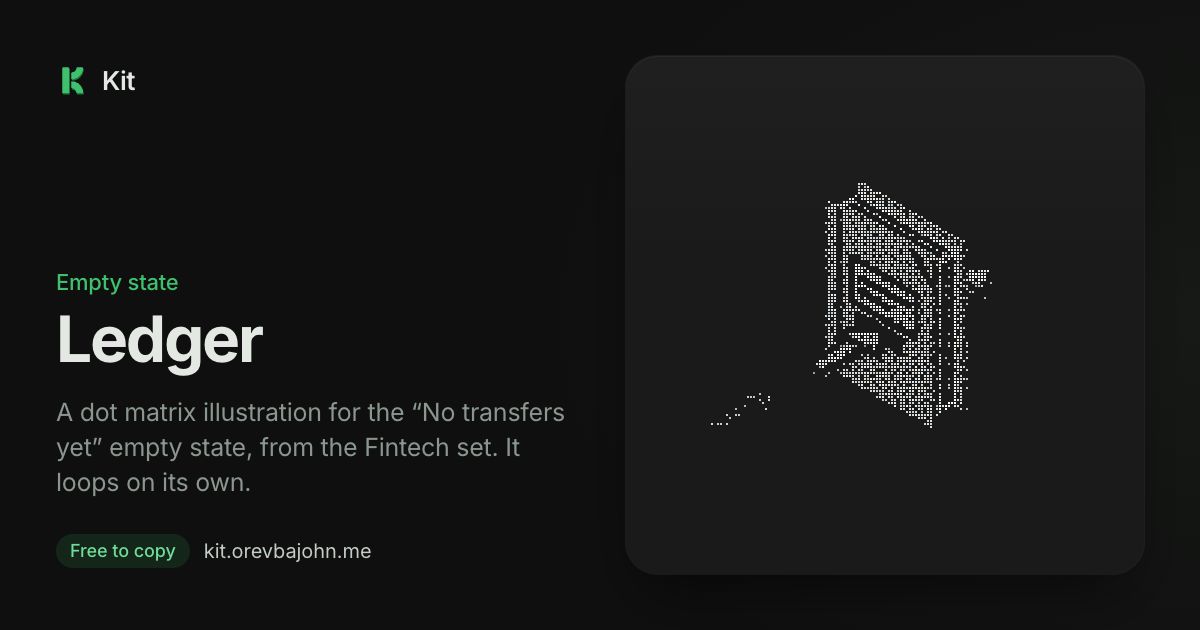 Kit
Empty state
Ledger
A dot matrix illustration for the “No transfers
yet” empty state, from the Fintech set. It
loops on its own.
Free to copy
kit.orevbajohn.me